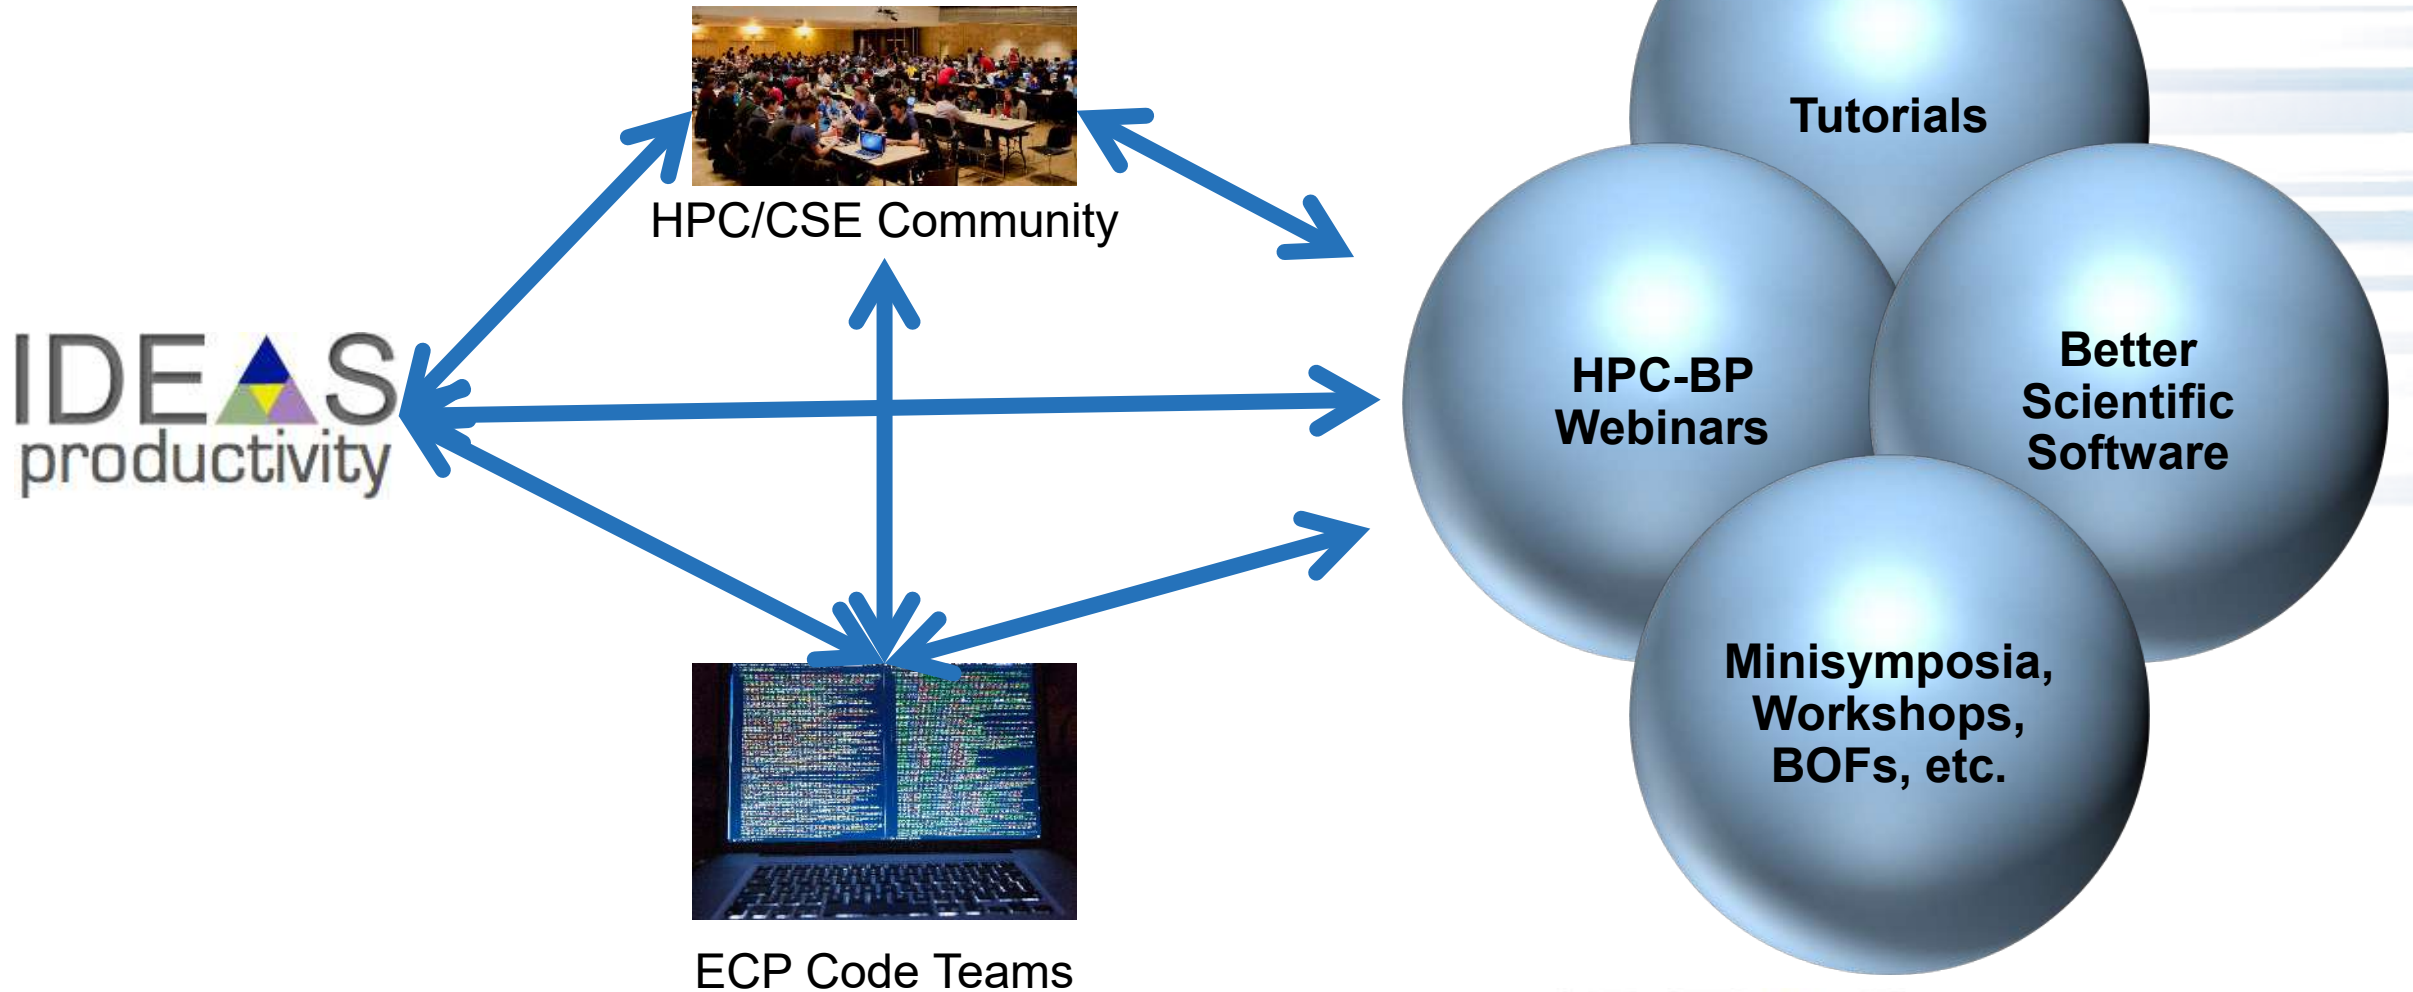 HPC/CSE Community
IDEAS
productivity
ECP Code Teams
Tutorials
HPC-BP
Webinars
Better
Scientific
Software
Minisymposia,
Workshops,
BOFs, etc.